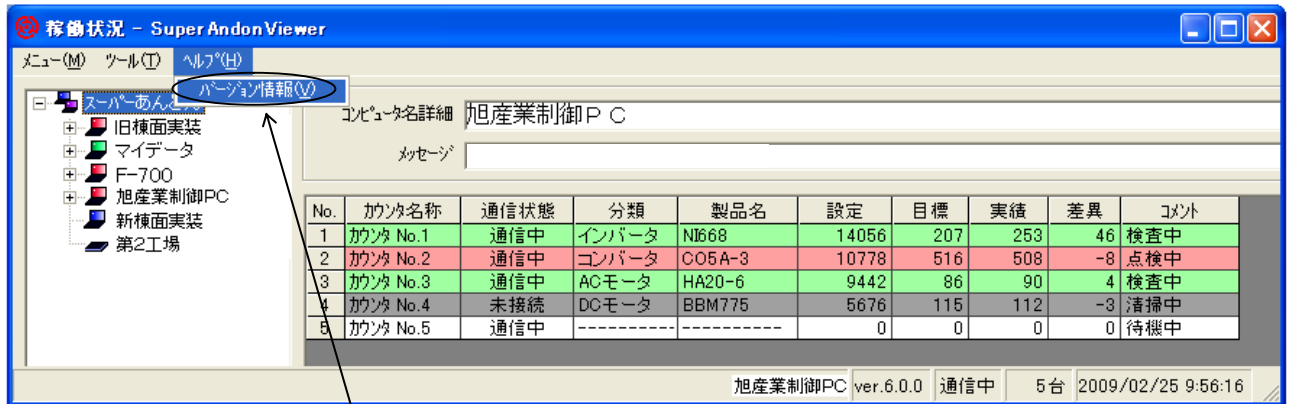 稼働状況 - Super Andon Viewer
メニュー(M) ツール(T) ヘルプ(H)
バージョン情報(V)
スーパーあんど
旧棟面実装
マイデータ
F-700
旭産業制御PC
新棟面実装
第2工場
コンピュータ名詳細 旭産業制御PC
メッセージ
No. カウンタ名称 通信状態 分類 製品名 設定 目標 実績 差異 コメント
1 カウンタ No.1 通信中 インバータ NI668 14056 207 253 46 検査中
2 カウンタ No.2 通信中 コンバータ CO5A-3 10778 516 508 -8 点検中
3 カウンタ No.3 通信中 ACモータ HA20-6 9442 86 90 4 検査中
4 カウンタ No.4 未接続 DCモータ BBM775 5676 115 112 -3 清掃中
5 カウンタ No.5 通信中 ---------- ---------- 0 0 0 0 待機中
旭産業制御PC ver.6.0.0 通信中 5台 2009/02/25 9:56:16